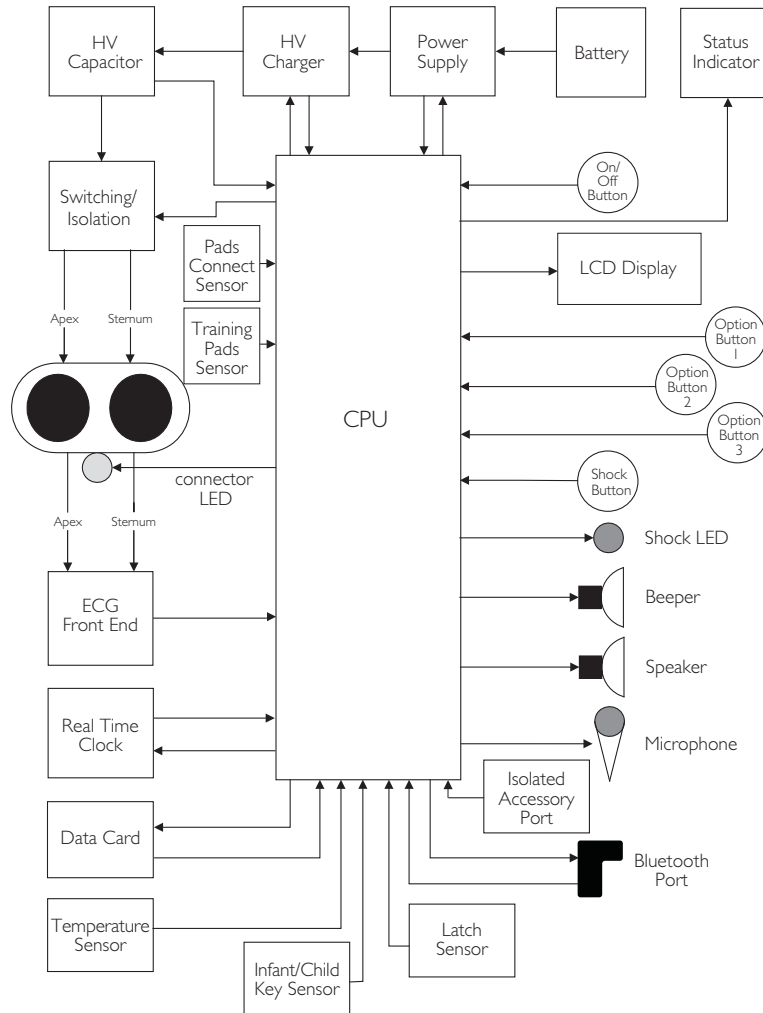 HV
Capacitor
HV
Charger
Power
Supply
Battery
Status
Indicator
Switching/
Isolation
On/
Off
Button
Pads
Connect
Sensor
LCD Display
Apex
Sternum
Training
Pads
Sensor
Option
Button
1
Option
Button
2
CPU
Option
Button
3
connector
LED
Shock
Button
Apex
Sternum
Shock LED
ECG
Front End
Beeper
Speaker
Real Time
Clock
Microphone
Isolated
Accessory
Port
Data Card
Bluetooth
Port
Temperature
Sensor
Latch
Sensor
Infant/Child
Key Sensor